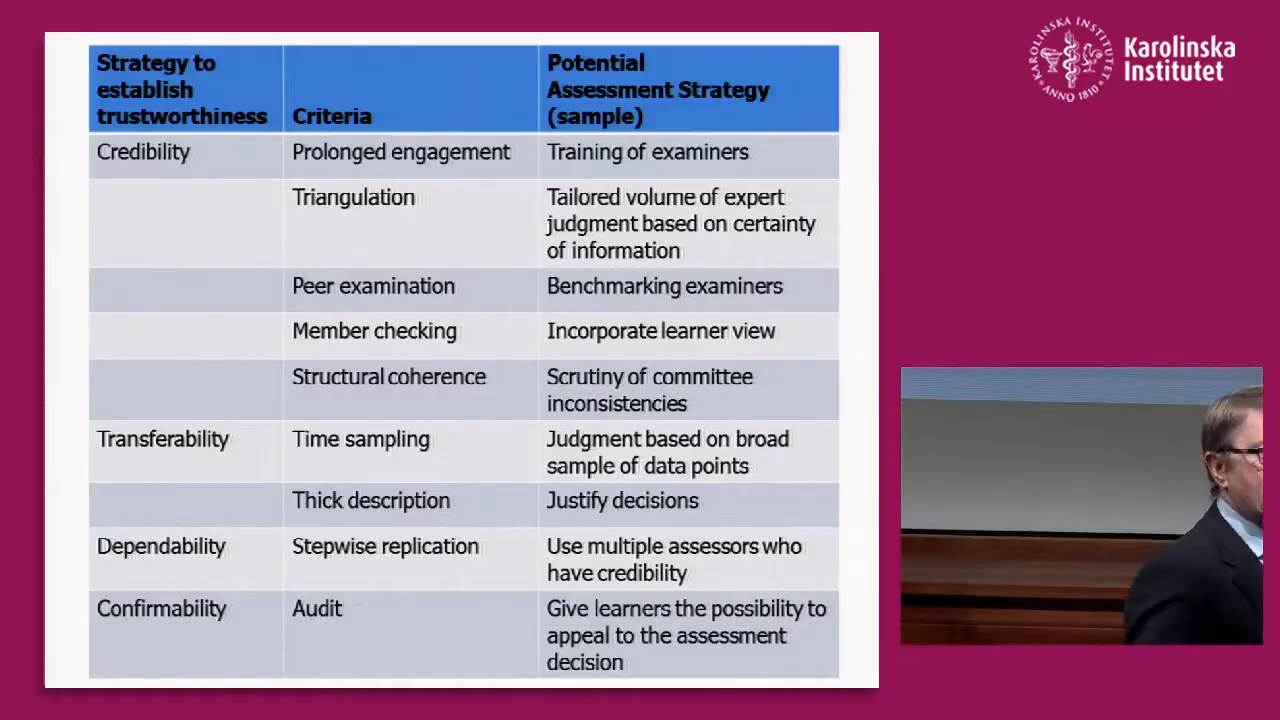 Strategy to
establish
trustworthiness
Criteria
Potential
Assessment Strategy
(sample)
Credibility
Prolonged engagement
Training of examiners
Triangulation
Tailored volume of expert
judgment based on certainty
of information
Peer examination
Benchmarking examiners
Member checking
Incorporate learner view
Structural coherence
Scrutiny of committee
inconsistencies
Transferability
Time sampling
Judgment based on broad
sample of data points
Thick description
Justify decisions
Dependability
Stepwise replication
Use multiple assessors who
have credibility
Confirmability
Audit
Give learners the possibility to
appeal to the assessment
decision
KAROLINSKA INSTITUTET
ANNO 1810
Karolinska
Institutet